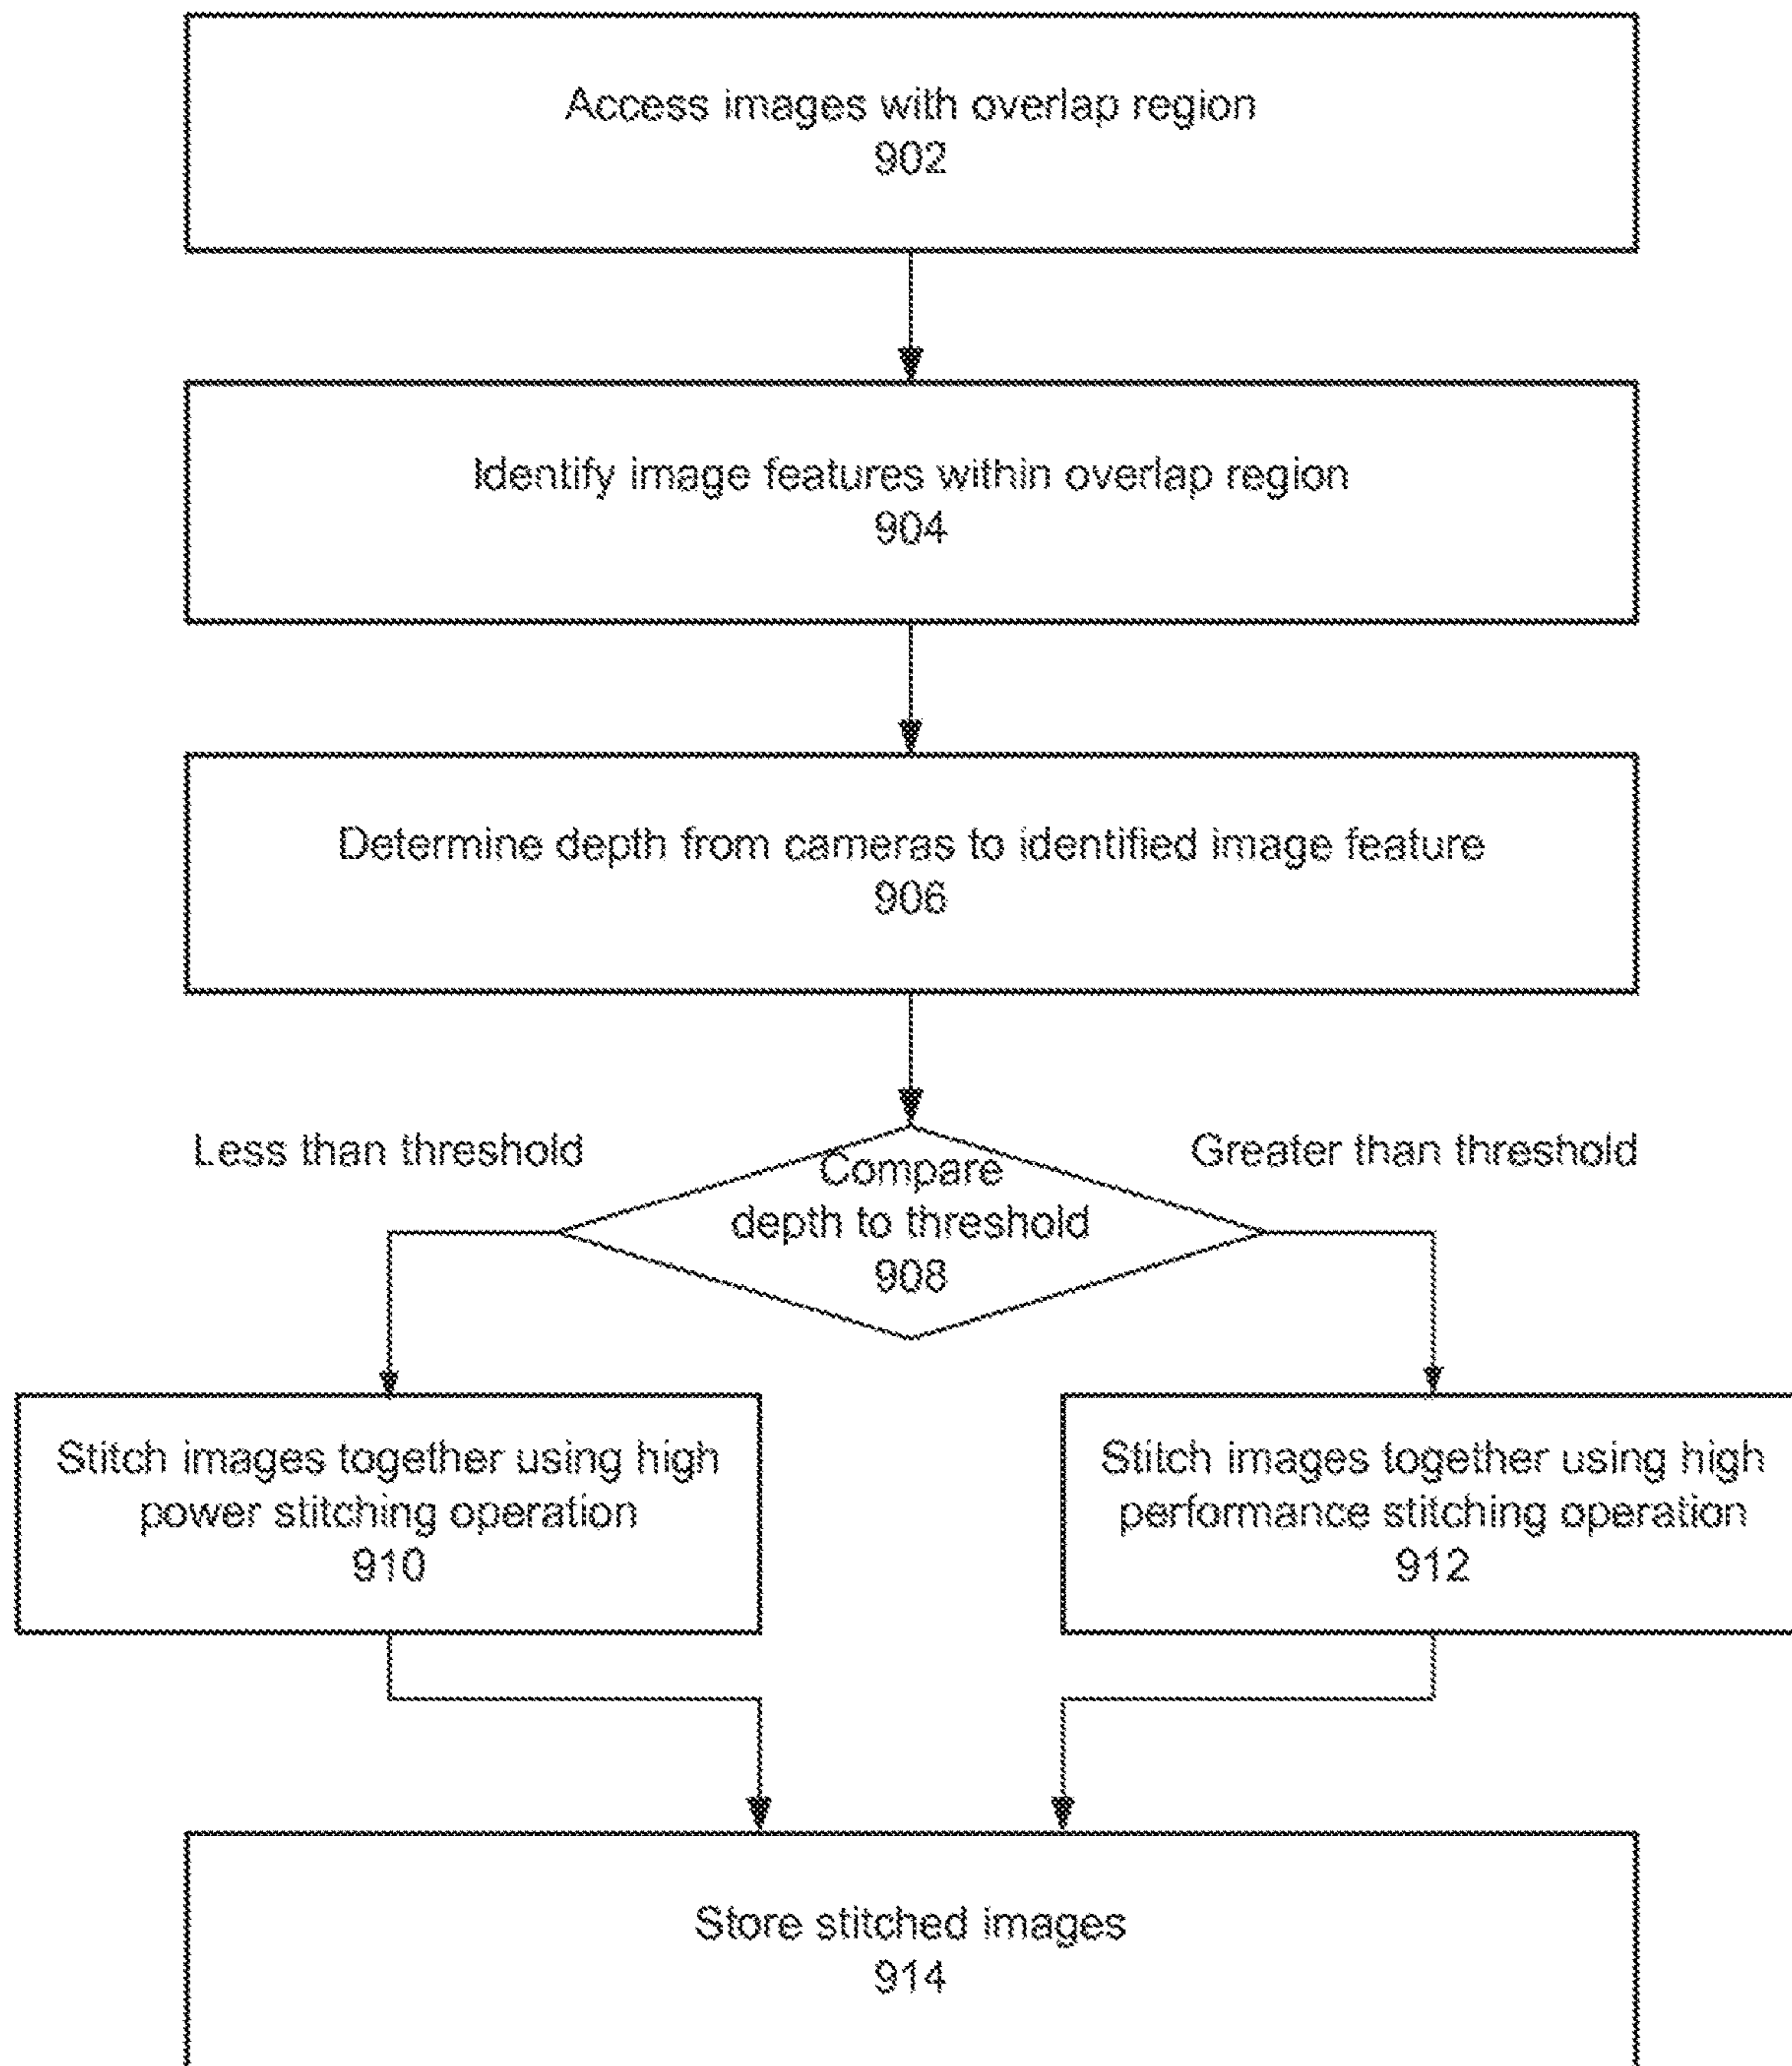 Access images with overlap region
902
Identify image features within overlap region
904
Determine depth from cameras to identified image feature
906
Less than threshold
Greater than threshold
Compare
depth to threshold
908
Stitch images together using high
power stitching operation
910
Stitch images together using high
performance stitching operation
912
Store stitched images
914